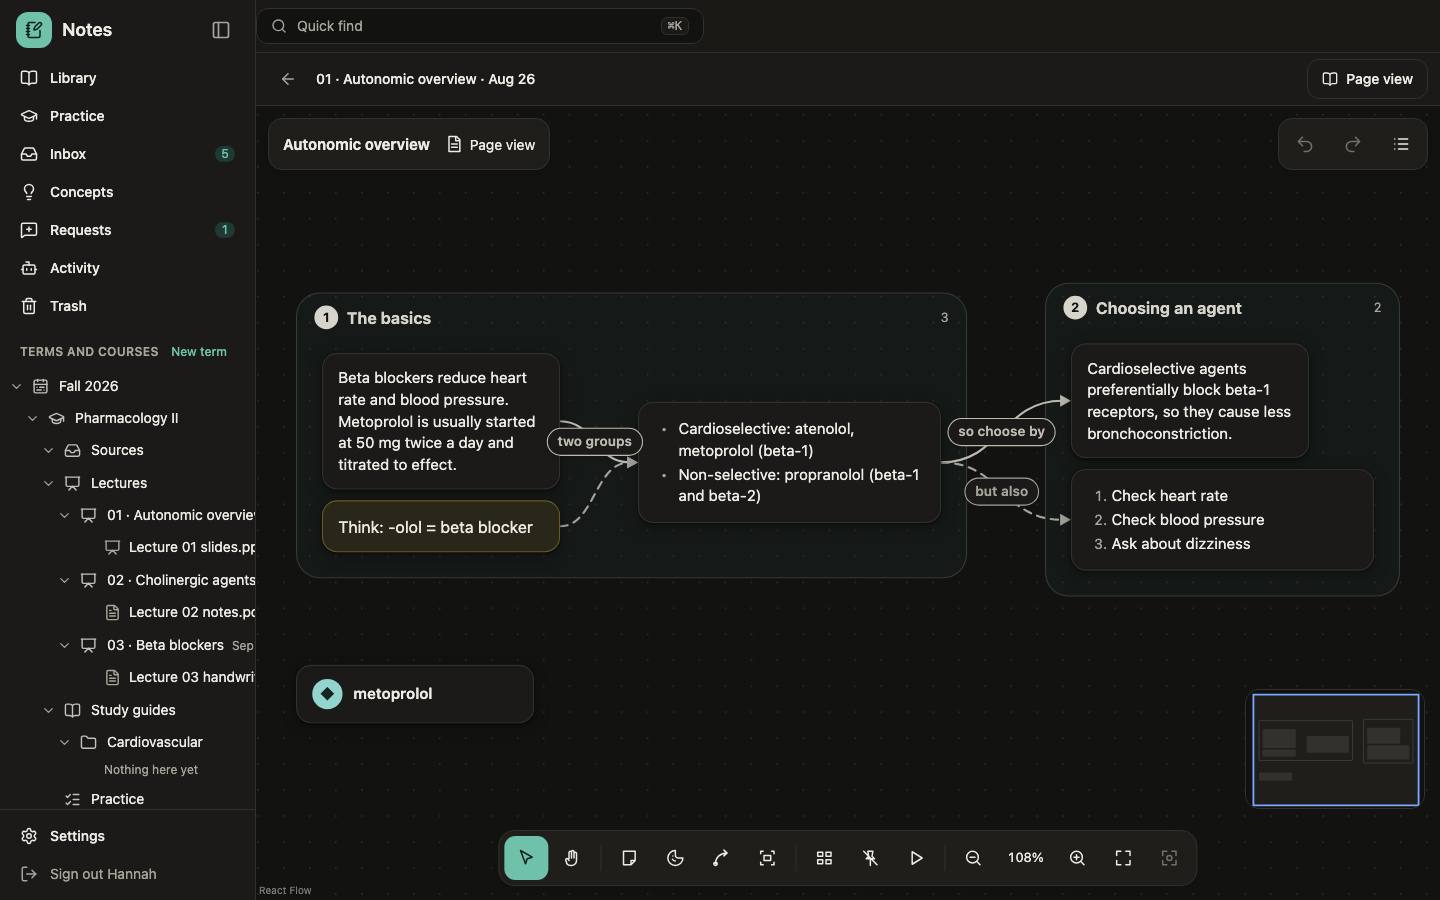 Notes
Quick find
⌘K
Library
Practice
Inbox
5
Concepts
Requests
1
Activity
Trash
TERMS AND COURSES
New term
Fall 2026
Pharmacology II
Sources
Lectures
01 · Autonomic overview
Lecture 01 slides.pp
02 · Cholinergic agents
Lecture 02 notes.pd
03 · Beta blockers
Sep
Lecture 03 handwri
Study guides
Cardiovascular
Nothing here yet
Practice
Settings
Sign out Hannah
01 · Autonomic overview · Aug 26
Page view
Autonomic overview
Page view
1
The basics
3
Beta blockers reduce heart
rate and blood pressure.
Metoprolol is usually started
at 50 mg twice a day and
titrated to effect.
Think: -olol = beta blocker
two groups
• Cardioselective: atenolol,
metoprolol (beta-1)
• Non-selective: propranolol (beta-1
and beta-2)
so choose by
but also
2
Choosing an agent
2
Cardioselective agents
preferentially block beta-1
receptors, so they cause less
bronchoconstriction.
1. Check heart rate
2. Check blood pressure
3. Ask about dizziness
metoprolol
108%
React Flow